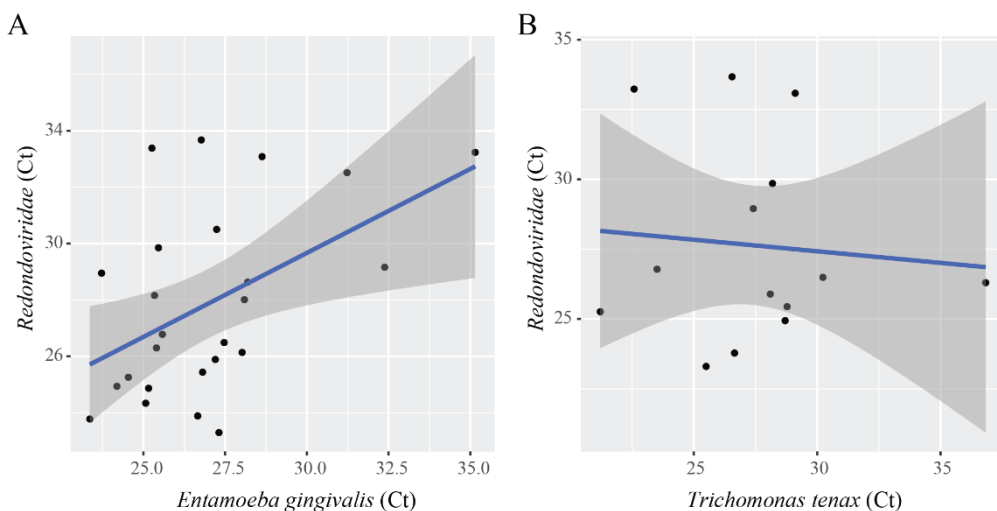 A
34
30
26
25.0
27.5
30.0
32.5
35.0
Redondoviridae (Ct)
Entamoeba gingivalis (Ct)
B
35
30
25
25
30
35
Redondoviridae (Ct)
Trichomonas tenax (Ct)